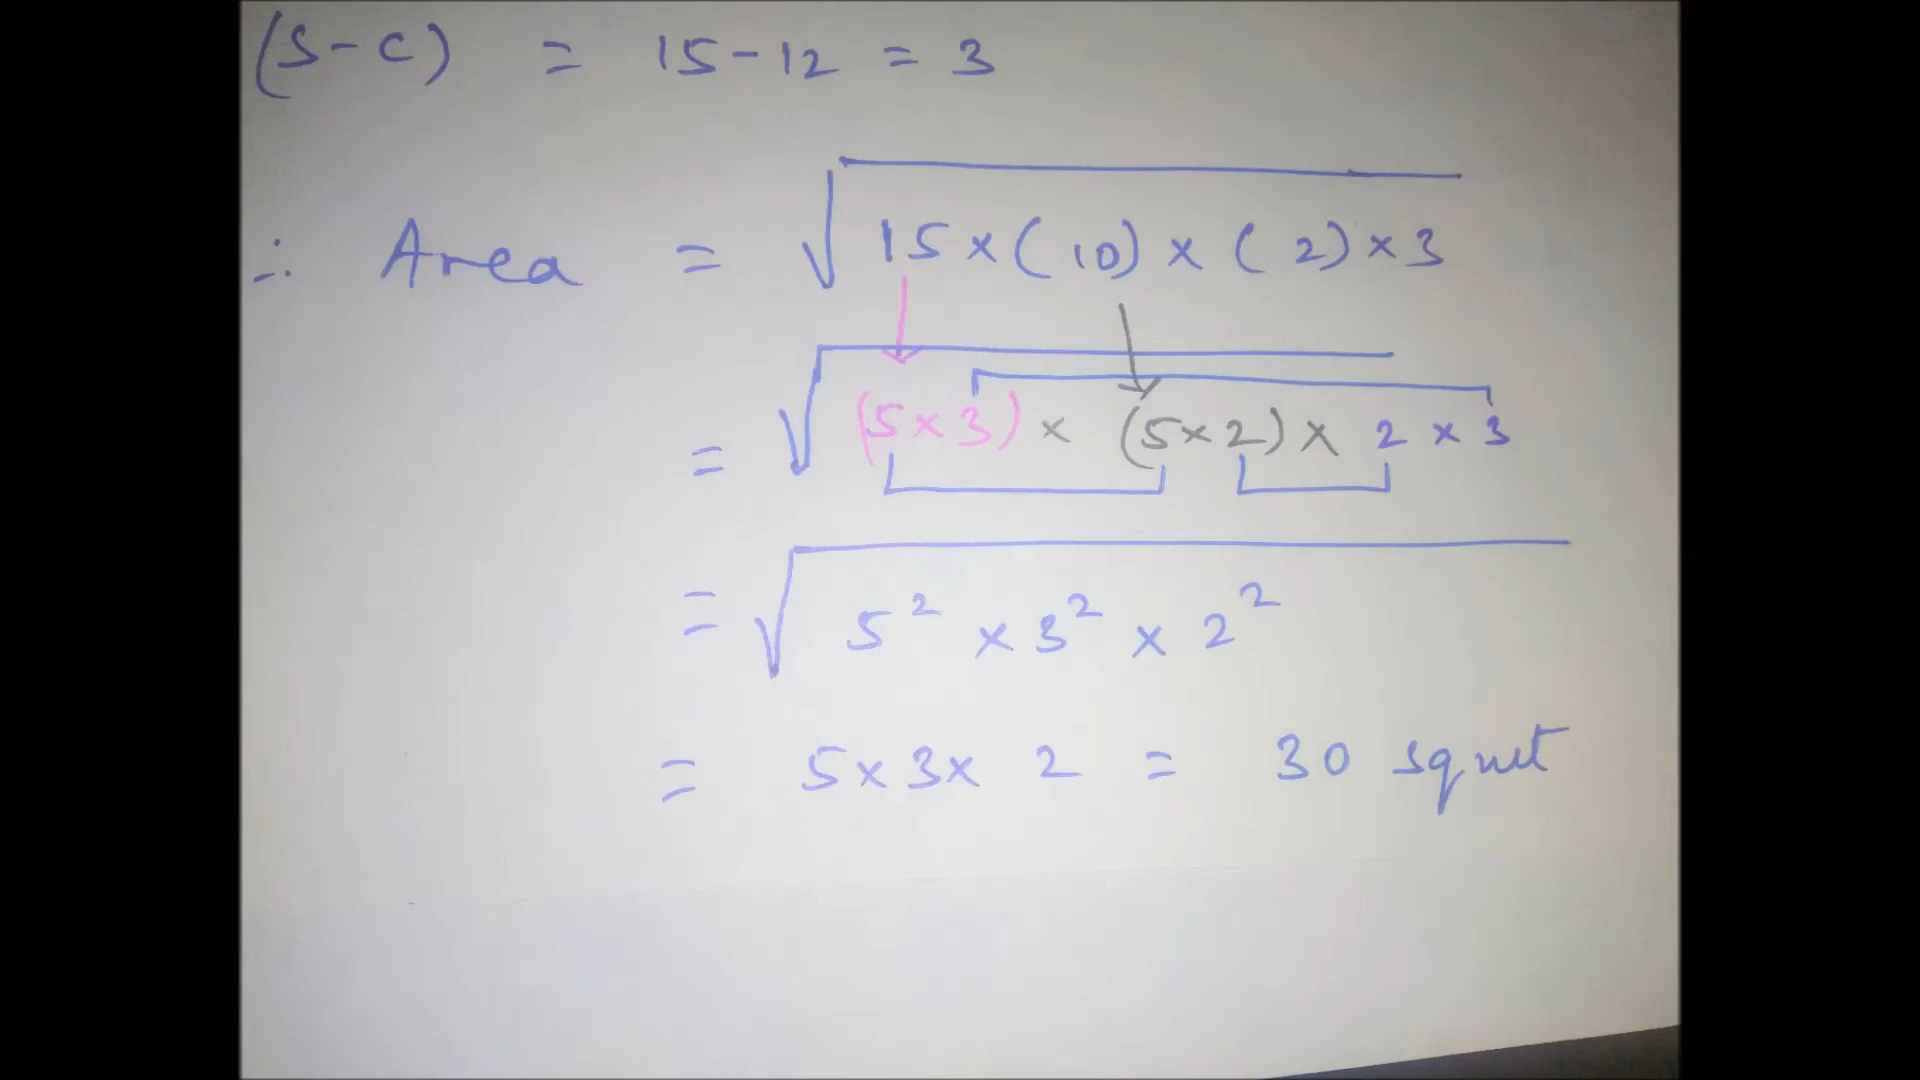 (S-C) = 15-12 = 3
∴ Area = √15×(10)×(2)×3
= √(5×3)×(5×2)×2×3
= √5²×3²×2²
= 5×3×2 = 30 sq